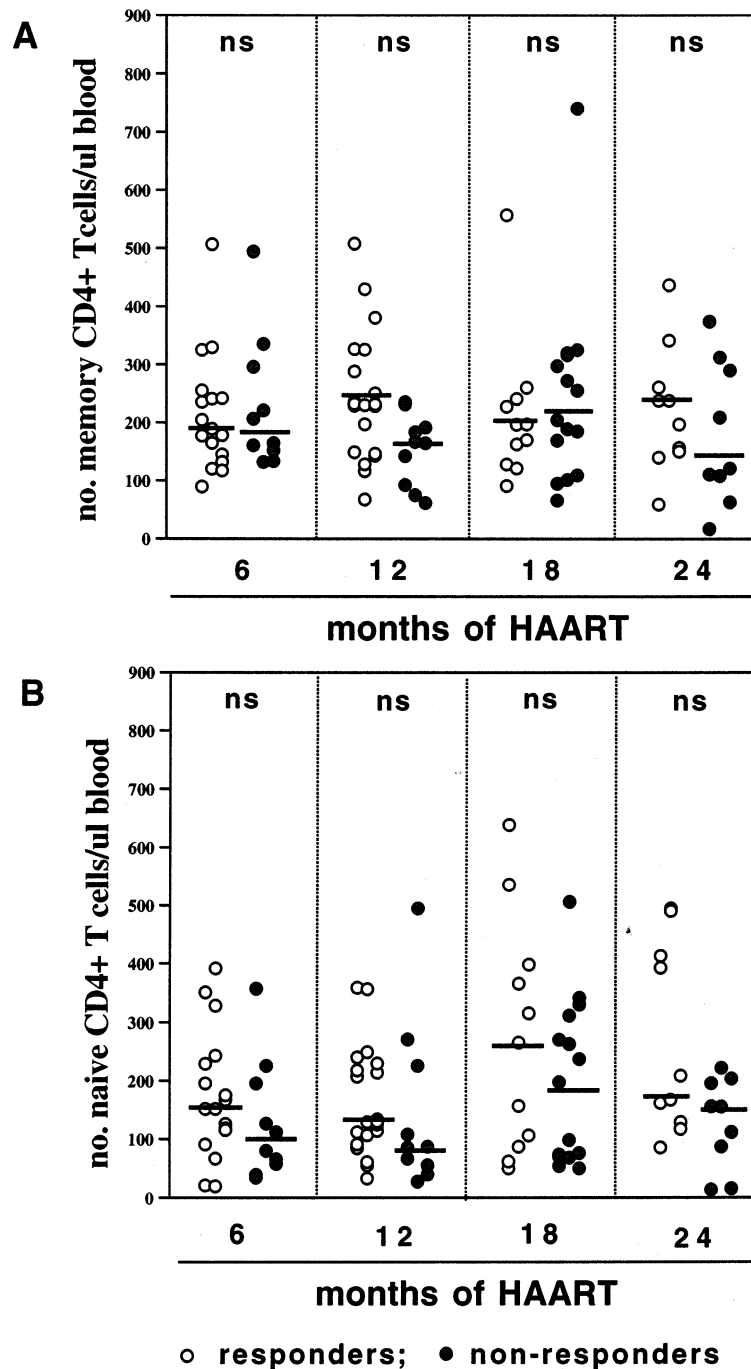 A
no. memory CD4+ Tcells/ul blood
900
800
700
600
500
400
300
200
100
0
ns ns ns ns
6 12 18 24
months of HAART
B
no. naive CD4+ T cells/ul blood
900
800
700
600
500
400
300
200
100
0
ns ns ns ns
6 12 18 24
months of HAART
responders; non-responders